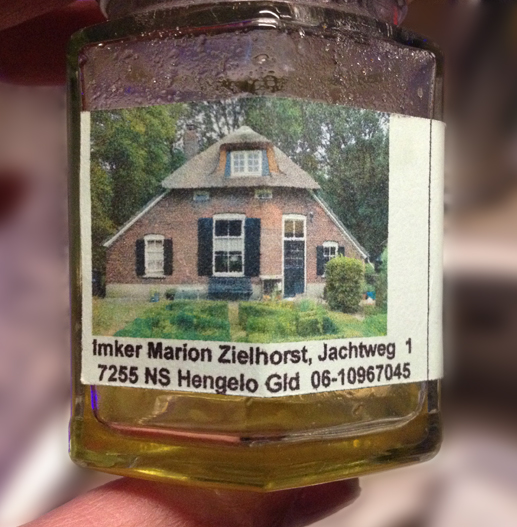 Imker Marion Zielhorst, Jachtweg 1
7255 NS Hengelo Gld 06-10967045